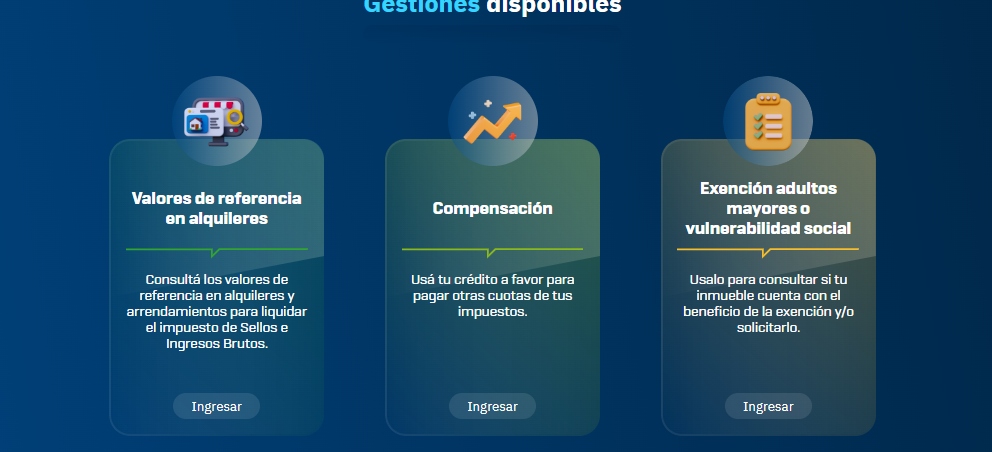 Gestiones disponibles
Valores de referencia
en alquileres
Consultá los valores de
referencia en alquileres y
arrendamientos para liquidar
el impuesto de Sellos e
Ingresos Brutos.
Ingresar
Compensación
Usá tu crédito a favor para
pagar otras cuotas de tus
impuestos.
Ingresar
Exención adultos
mayores o
vulnerabilidad social
Usalo para consultar si tu
inmueble cuenta con el
beneficio de la exención y/o
solicitarlo.
Ingresar